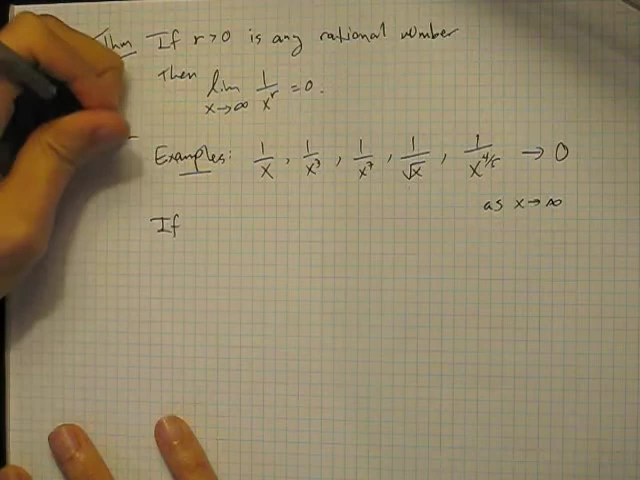 Thm If r > 0 is any rational number
Then lim x→∞ 1/x^r = 0.
Examples: 1/x, 1/x^3, 1/x^7, 1/√x, 1/x^4/5 → 0
as x→∞
If